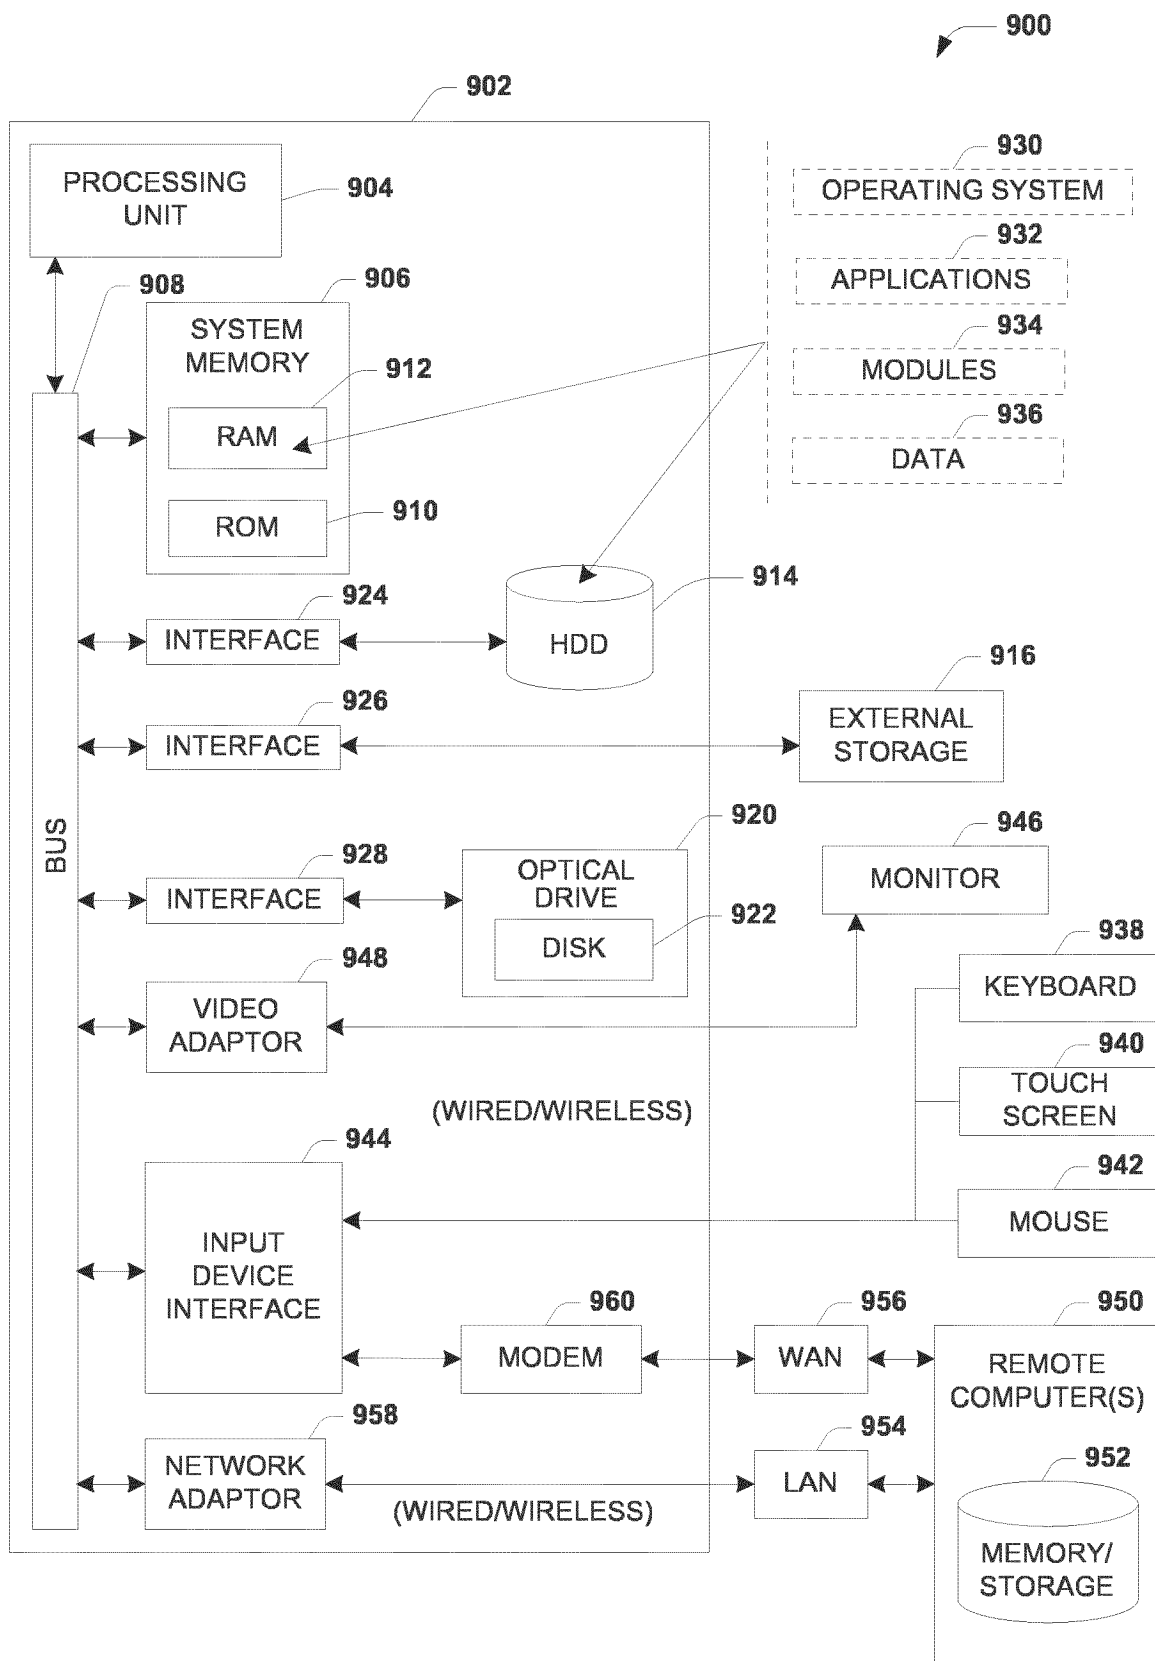 900
902
PROCESSING
UNIT
904
930
OPERATING SYSTEM
932
APPLICATIONS
934
MODULES
936
DATA
908
906
SYSTEM
MEMORY
912
RAM
910
ROM
914
HDD
924
INTERFACE
916
EXTERNAL
STORAGE
926
INTERFACE
BUS
920
OPTICAL
DRIVE
922
DISK
928
INTERFACE
946
MONITOR
938
KEYBOARD
948
VIDEO
ADAPTOR
940
TOUCH
SCREEN
(WIRED/WIRELESS)
942
MOUSE
944
INPUT
DEVICE
INTERFACE
960
MODEM
956
WAN
950
REMOTE
COMPUTER(S)
958
NETWORK
ADAPTOR
(WIRED/WIRELESS)
954
LAN
952
MEMORY/
STORAGE